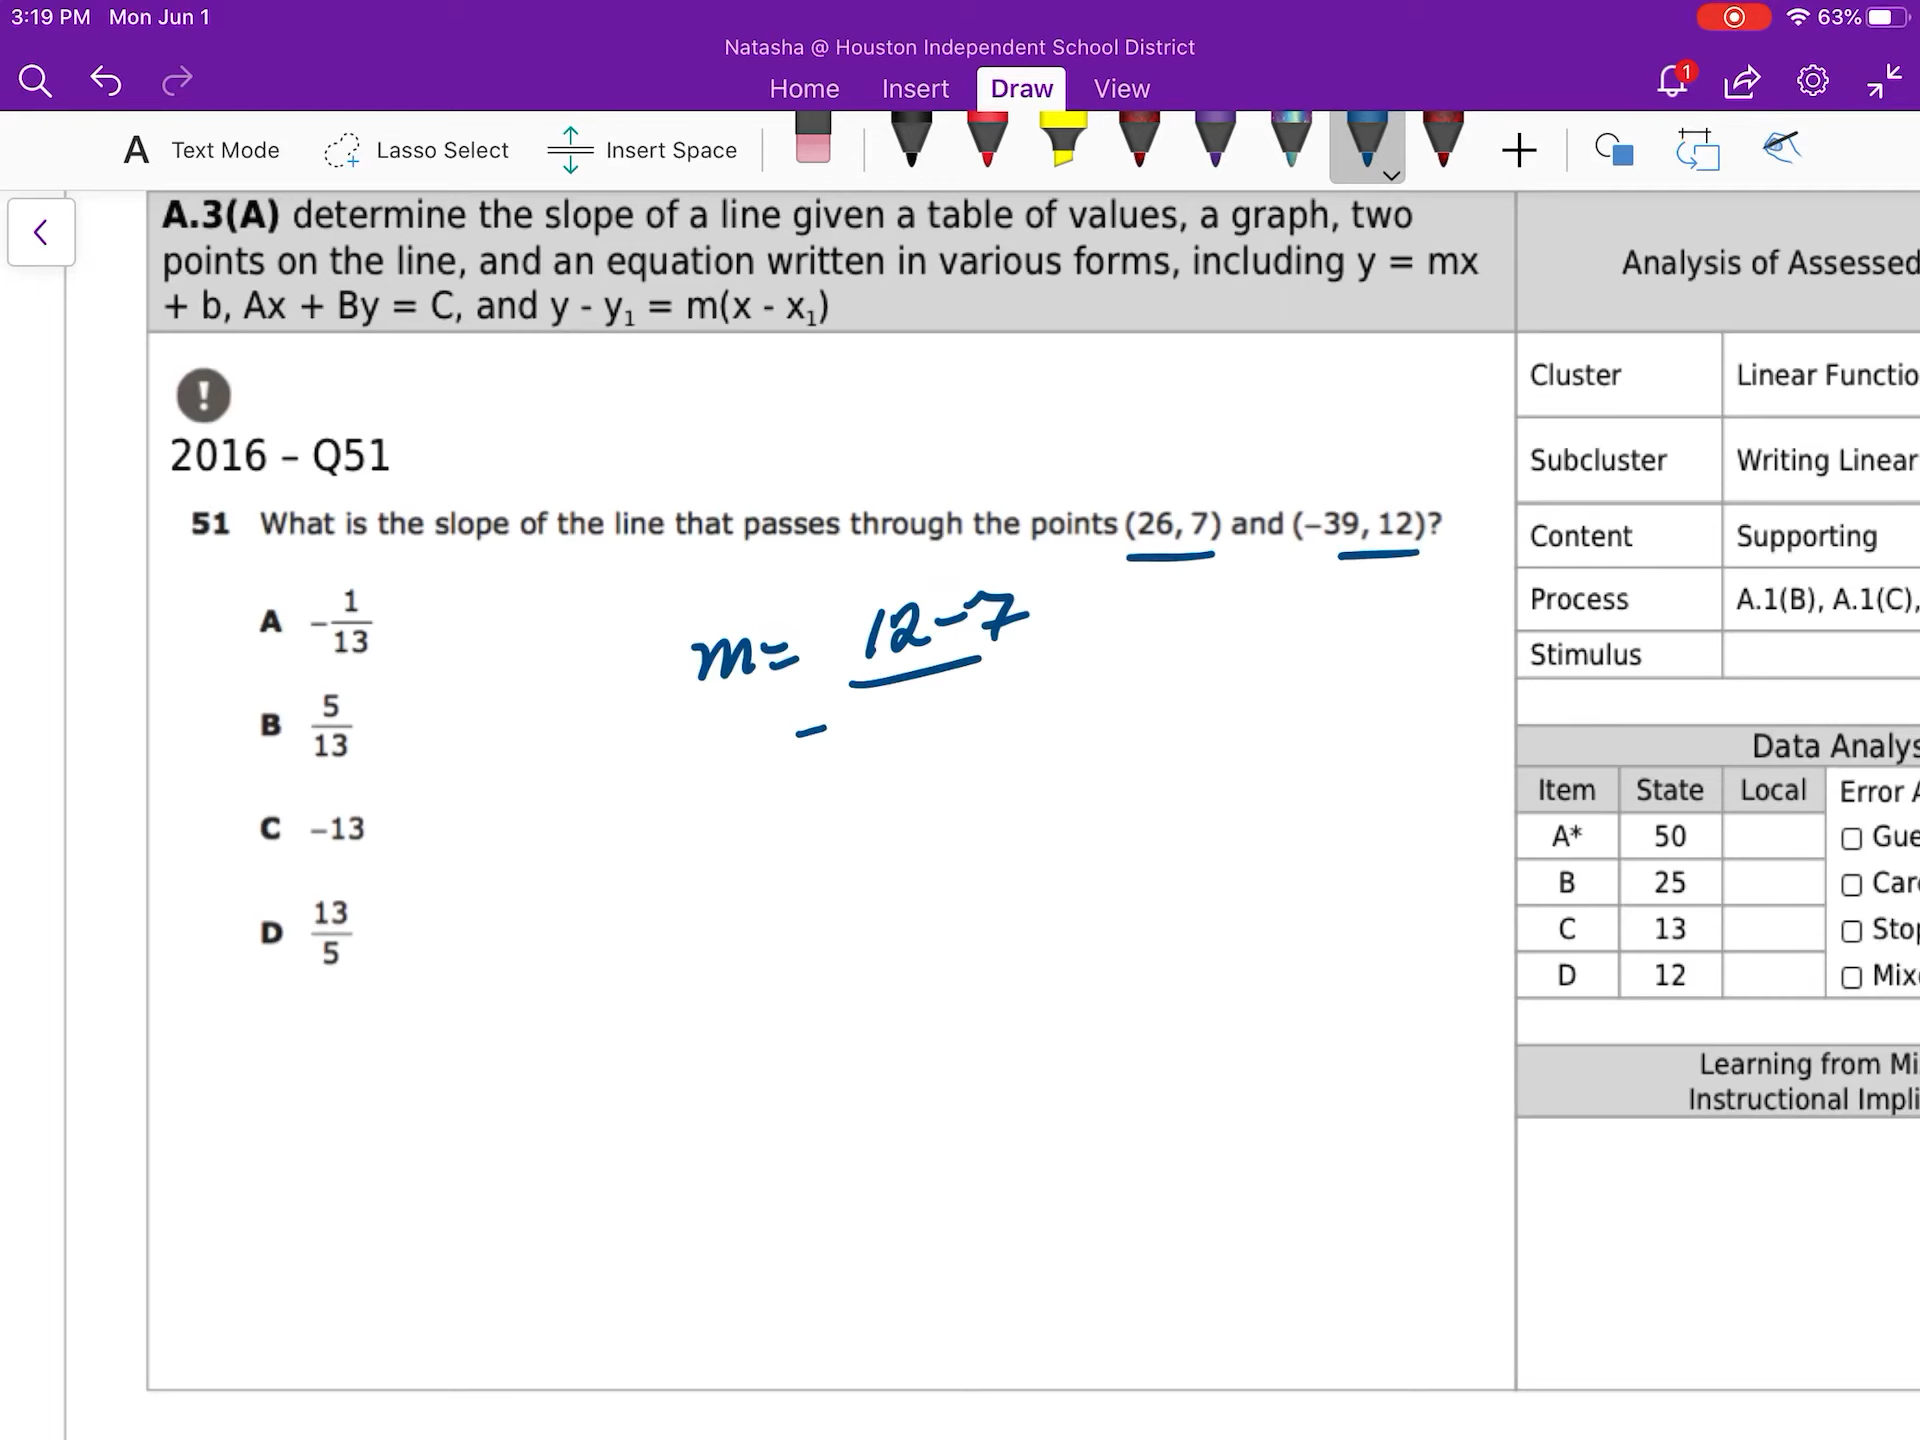 3:19 PM Mon Jun 1
63%
Natasha @ Houston Independent School District
Home Insert Draw View
1
A Text Mode Lasso Select Insert Space
A.3(A) determine the slope of a line given a table of values, a graph, two
points on the line, and an equation written in various forms, including y = mx
+ b, Ax + By = C, and y - y₁ = m(x - x₁)
Analysis of Assessed
!
2016 – Q51
51 What is the slope of the line that passes through the points (26, 7) and (−39, 12)?
A −1/13
B 5/13
C −13
D 13/5
m= 12-7
-
Cluster Linear Functio
Subcluster Writing Linear
Content Supporting
Process A.1(B), A.1(C),
Stimulus
Data Analys
Item State Local Error A
A* 50 Gue
B 25 Care
C 13 Stop
D 12 Mixe
Learning from Mi
Instructional Impli